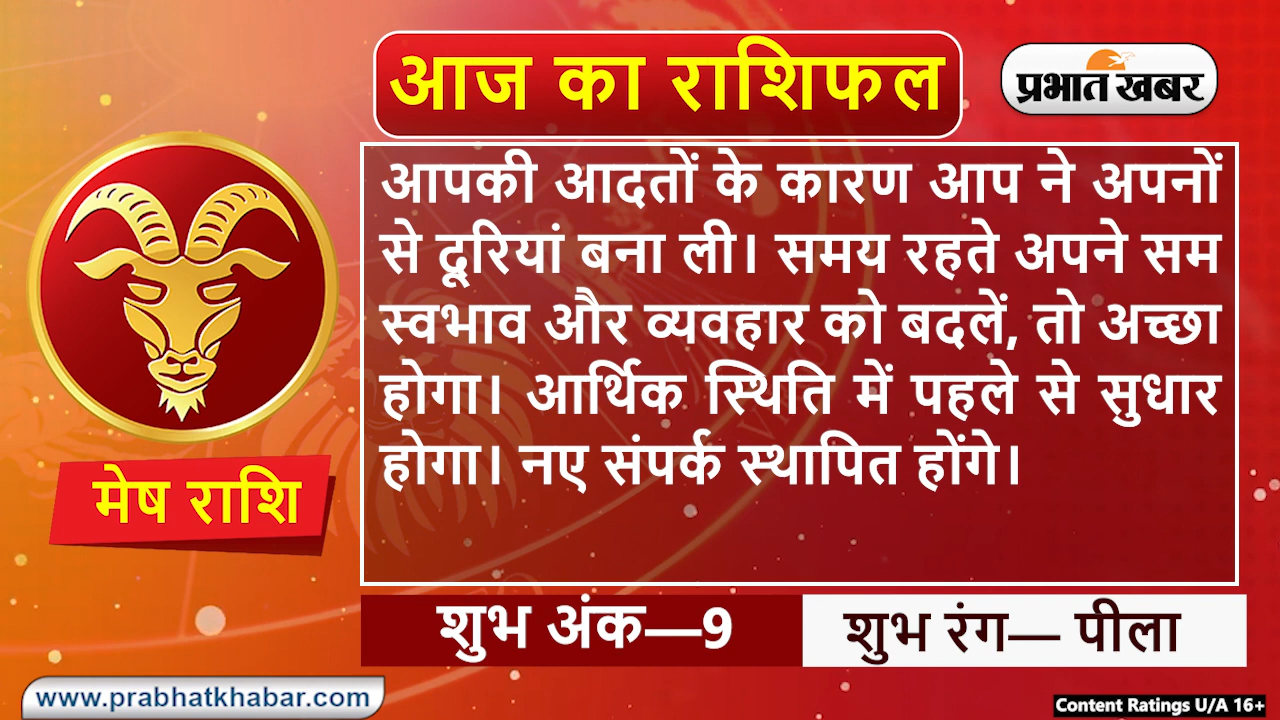 आज का राशिफल
प्रभात खबर
आपकी आदतों के कारण आप ने अपनों
से दूरियां बना ली। समय रहते अपने सम
स्वभाव और व्यवहार को बदलें, तो अच्छा
होगा। आर्थिक स्थिति में पहले से सुधार
होगा। नए संपर्क स्थापित होंगे।
मेष राशि
शुभ अंक—9
शुभ रंग— पीला
www.prabhatkhabar.com
Content Ratings U/A 16+